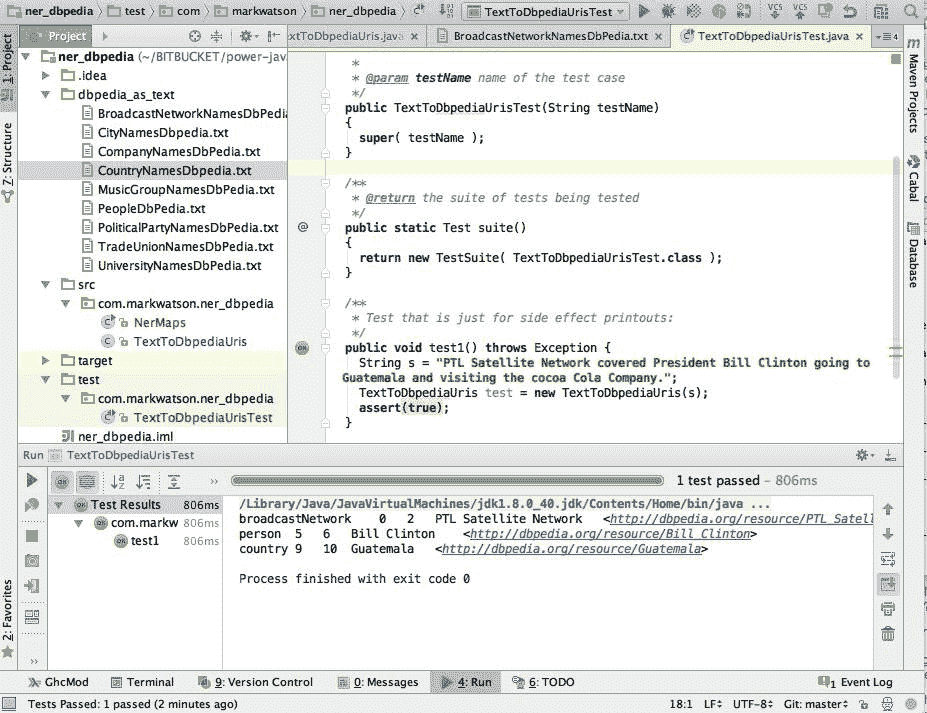 ner_dbpedia test com markwatson ner_dbpedia TextToDbpediaUrisTest VCS VCS
1: Project
Z: Structure
2: Favorites
Project
ner_dbpedia (~/BITBUCKET/power-jav
.idea
dbpedia_as_text
BroadcastNetworkNamesDbPedia
CityNamesDbpedia.txt
CompanyNamesDbPedia.txt
CountryNamesDbpedia.txt
MusicGroupNamesDbPedia.txt
PeopleDbPedia.txt
PoliticalPartyNamesDbPedia.txt
TradeUnionNamesDbPedia.txt
UniversityNamesDbPedia.txt
src
com.markwatson.ner_dbpedia
NerMaps
TextToDbpediaUris
target
test
com.markwatson.ner_dbpedia
TextToDbpediaUrisTest
ner_dbpedia.iml
xtToDbpediaUris.java BroadcastNetworkNamesDbPedia.txt TextToDbpediaUrisTest.java 4
*
* @param testName name of the test case
*/
public TextToDbpediaUrisTest(String testName)
{
super( testName );
}
/**
* @return the suite of tests being tested
*/
public static Test suite()
{
return new TestSuite( TextToDbpediaUrisTest.class );
}
/**
* Test that is just for side effect printouts:
*/
public void test1() throws Exception {
String s = "PTL Satellite Network covered President Bill Clinton going to
Guatemala and visiting the cocoa Cola Company.";
TextToDbpediaUris test = new TextToDbpediaUris(s);
assert(true);
}
Maven Projects
Cabal
Database
Run TextToDbpediaUrisTest
1 test passed – 806ms
Test Results 806ms
com.markw 806ms
test1 806ms
/Library/Java/JavaVirtualMachines/jdk1.8.0_40.jdk/Contents/Home/bin/java ...
broadcastNetwork 0 2 PTL Satellite Network <http://dbpedia.org/resource/PTL_Satell
person 5 6 Bill Clinton <http://dbpedia.org/resource/Bill_Clinton>
country 9 10 Guatemala <http://dbpedia.org/resource/Guatemala>
Process finished with exit code 0
GhcMod Terminal 9: Version Control 0: Messages 4: Run 6: TODO 1 Event Log
Tests Passed: 1 passed (2 minutes ago) 18:1 LF UTF-8 Git: master